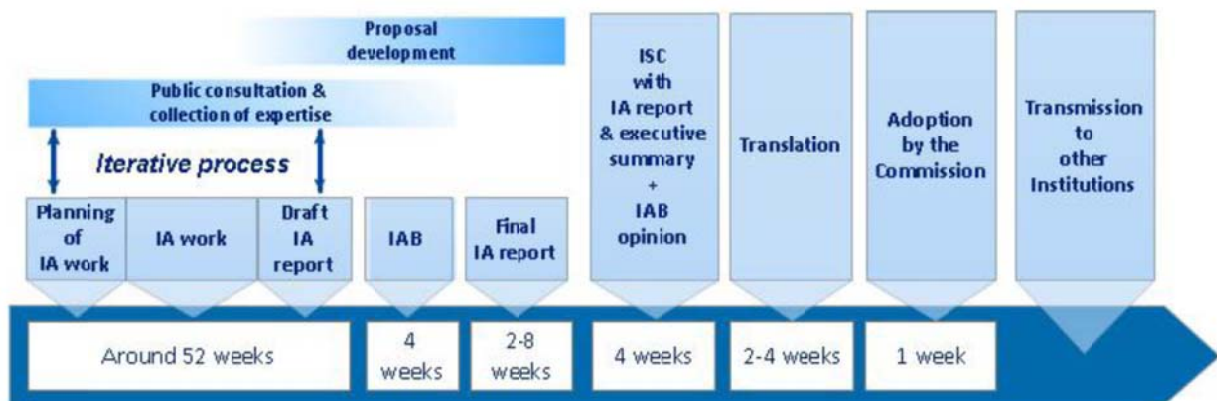 Proposal
development
Public consultation &
collection of expertise
Iterative process
Planning
of
IA work
IA work
Draft
IA
report
IAB
Final
IA report
ISC
with
IA report
& executive
summary
+
IAB
opinion
Translation
Adoption
by the
Commission
Transmission
to
other
Institutions
Around 52 weeks
4
weeks
2-8
weeks
4 weeks
2-4 weeks
1 week